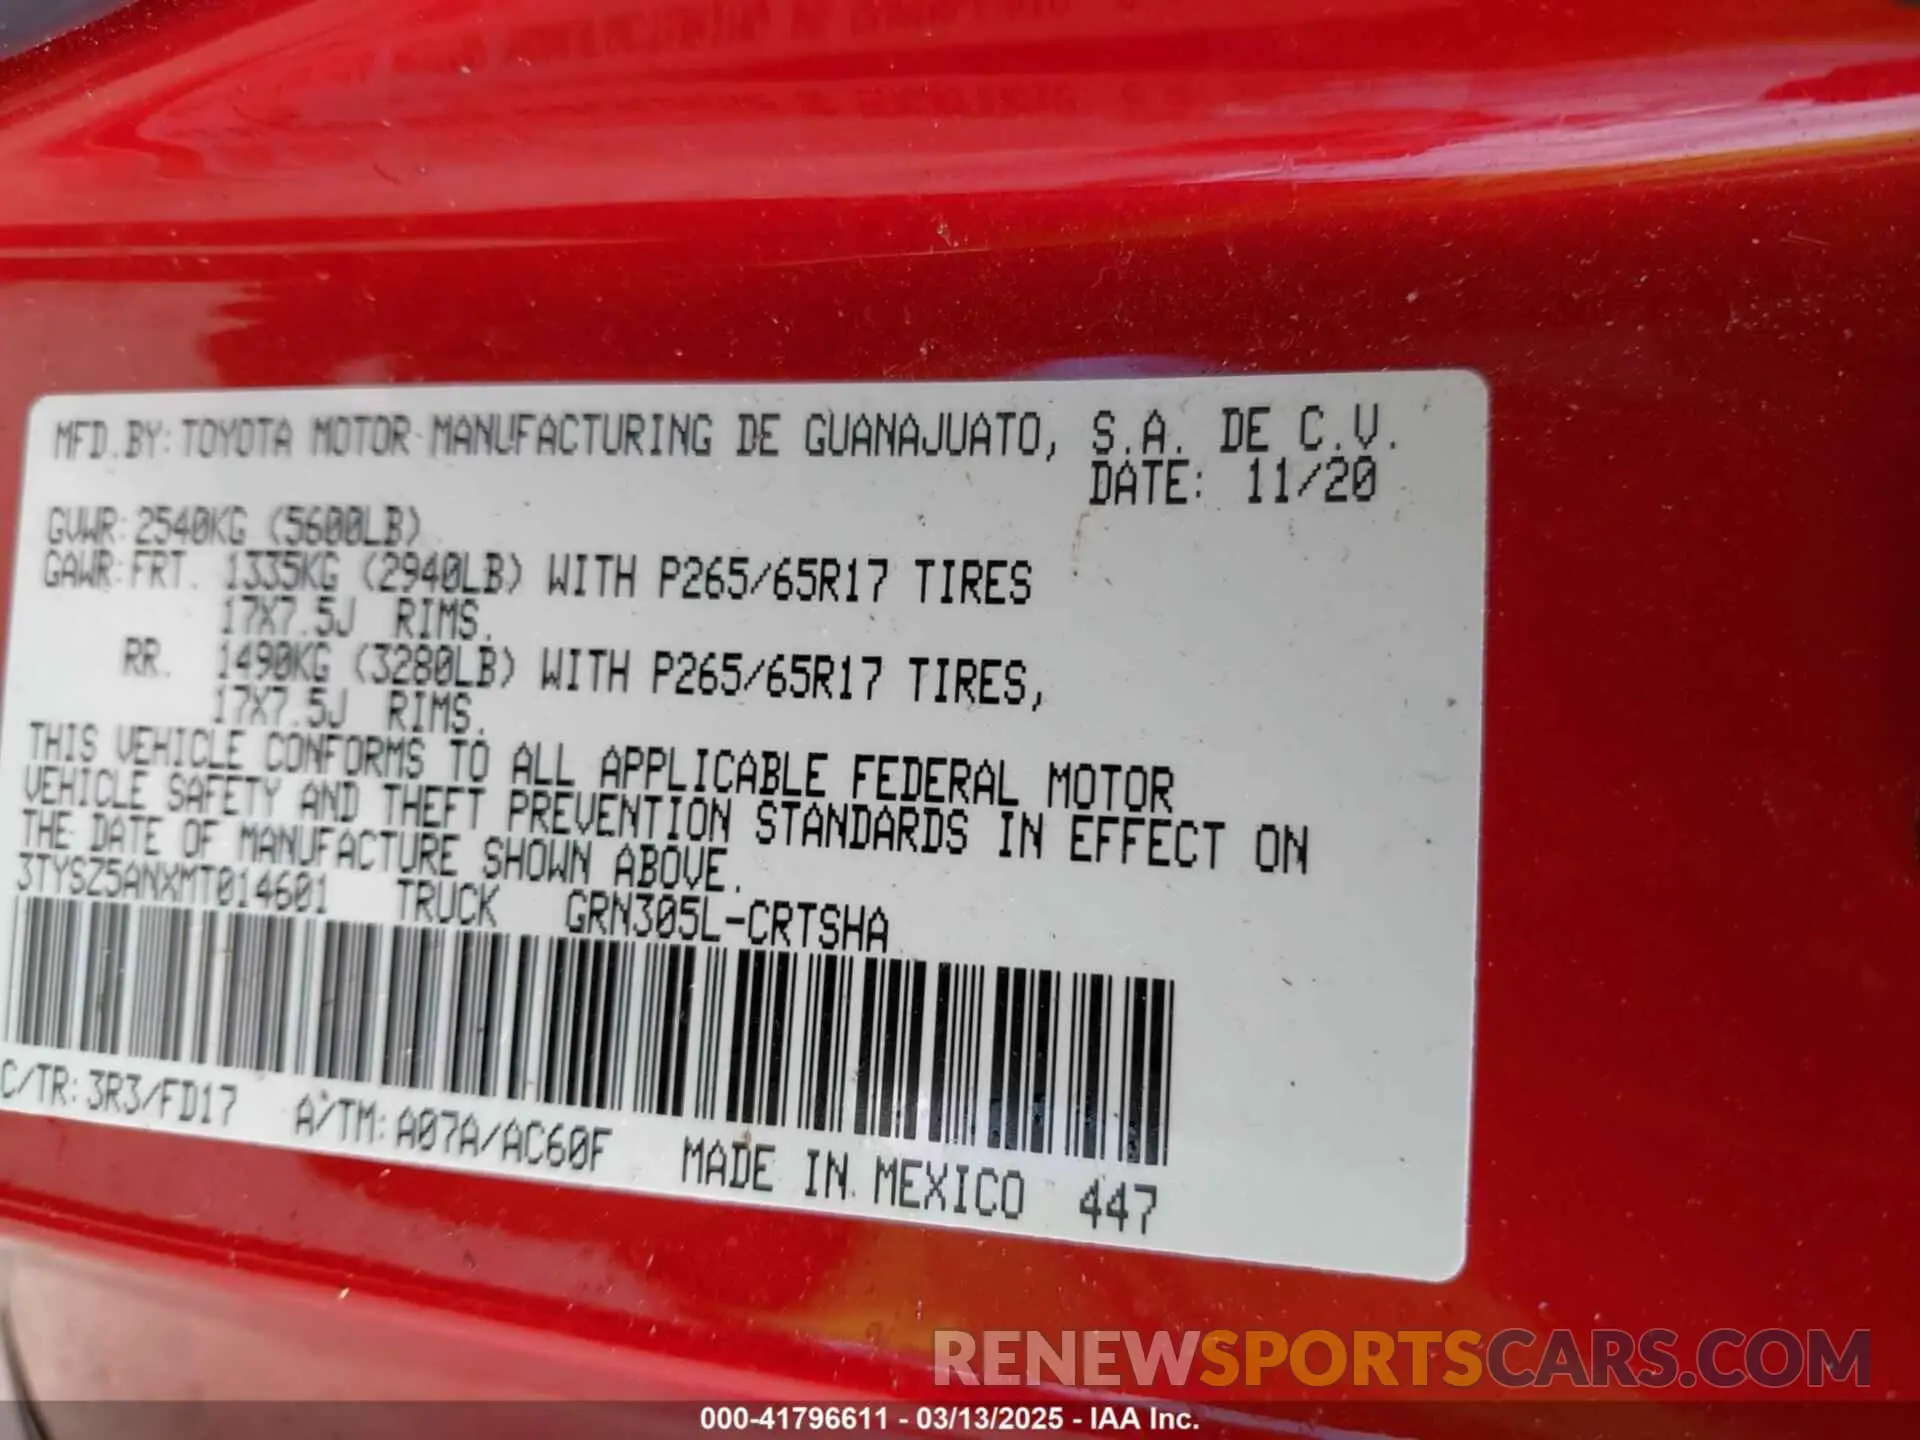 MFD.BY: TOYOTA MOTOR MANUFACTURING DE GUANAJUATO, S.A. DE C.V.
DATE: 11/20
GVWR: 2540KG (5600LB)
GAWR: FRT. 1335KG (2940LB) WITH P265/65R17 TIRES
17X7.5J RIMS.
RR. 1490KG (3280LB) WITH P265/65R17 TIRES,
17X7.5J RIMS.
THIS VEHICLE CONFORMS TO ALL APPLICABLE FEDERAL MOTOR
VEHICLE SAFETY AND THEFT PREVENTION STANDARDS IN EFFECT ON
THE DATE OF MANUFACTURE SHOWN ABOVE.
3TYSZ5ANXMT014601 TRUCK GRN305L-CRTSHA
C/TR: 3R3/FD17 A/TM: A07A/AC60F MADE IN MEXICO 447
RENEWSPORTSCARS.COM
000-41796611 - 03/13/2025 - IAA Inc.